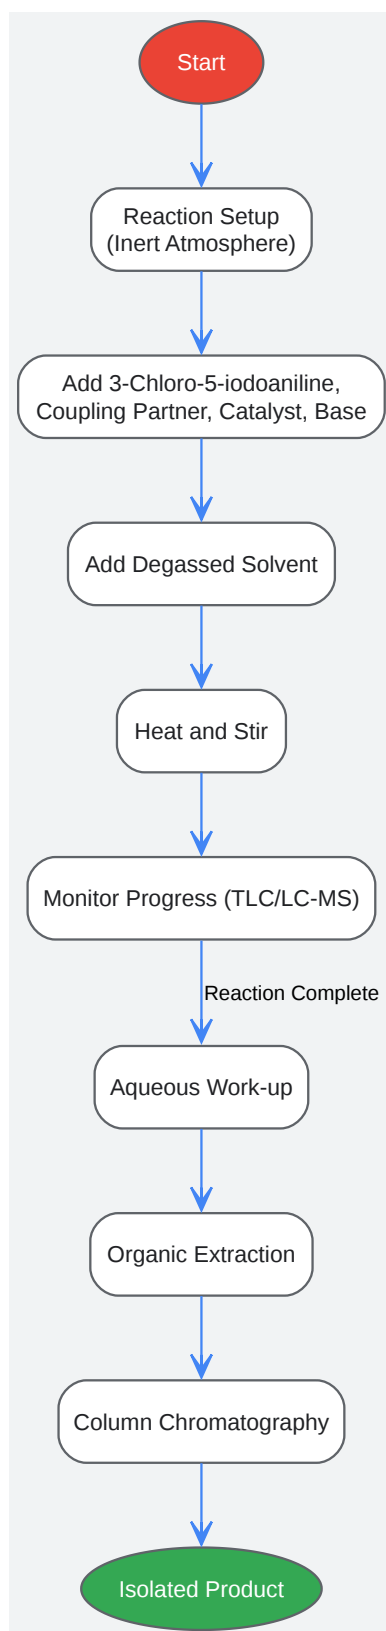 Start
Reaction Setup
(Inert Atmosphere)
Add 3-Chloro-5-iodoaniline,
Coupling Partner, Catalyst, Base
Add Degassed Solvent
Heat and Stir
Monitor Progress (TLC/LC-MS)
Reaction Complete
Aqueous Work-up
Organic Extraction
Column Chromatography
Isolated Product